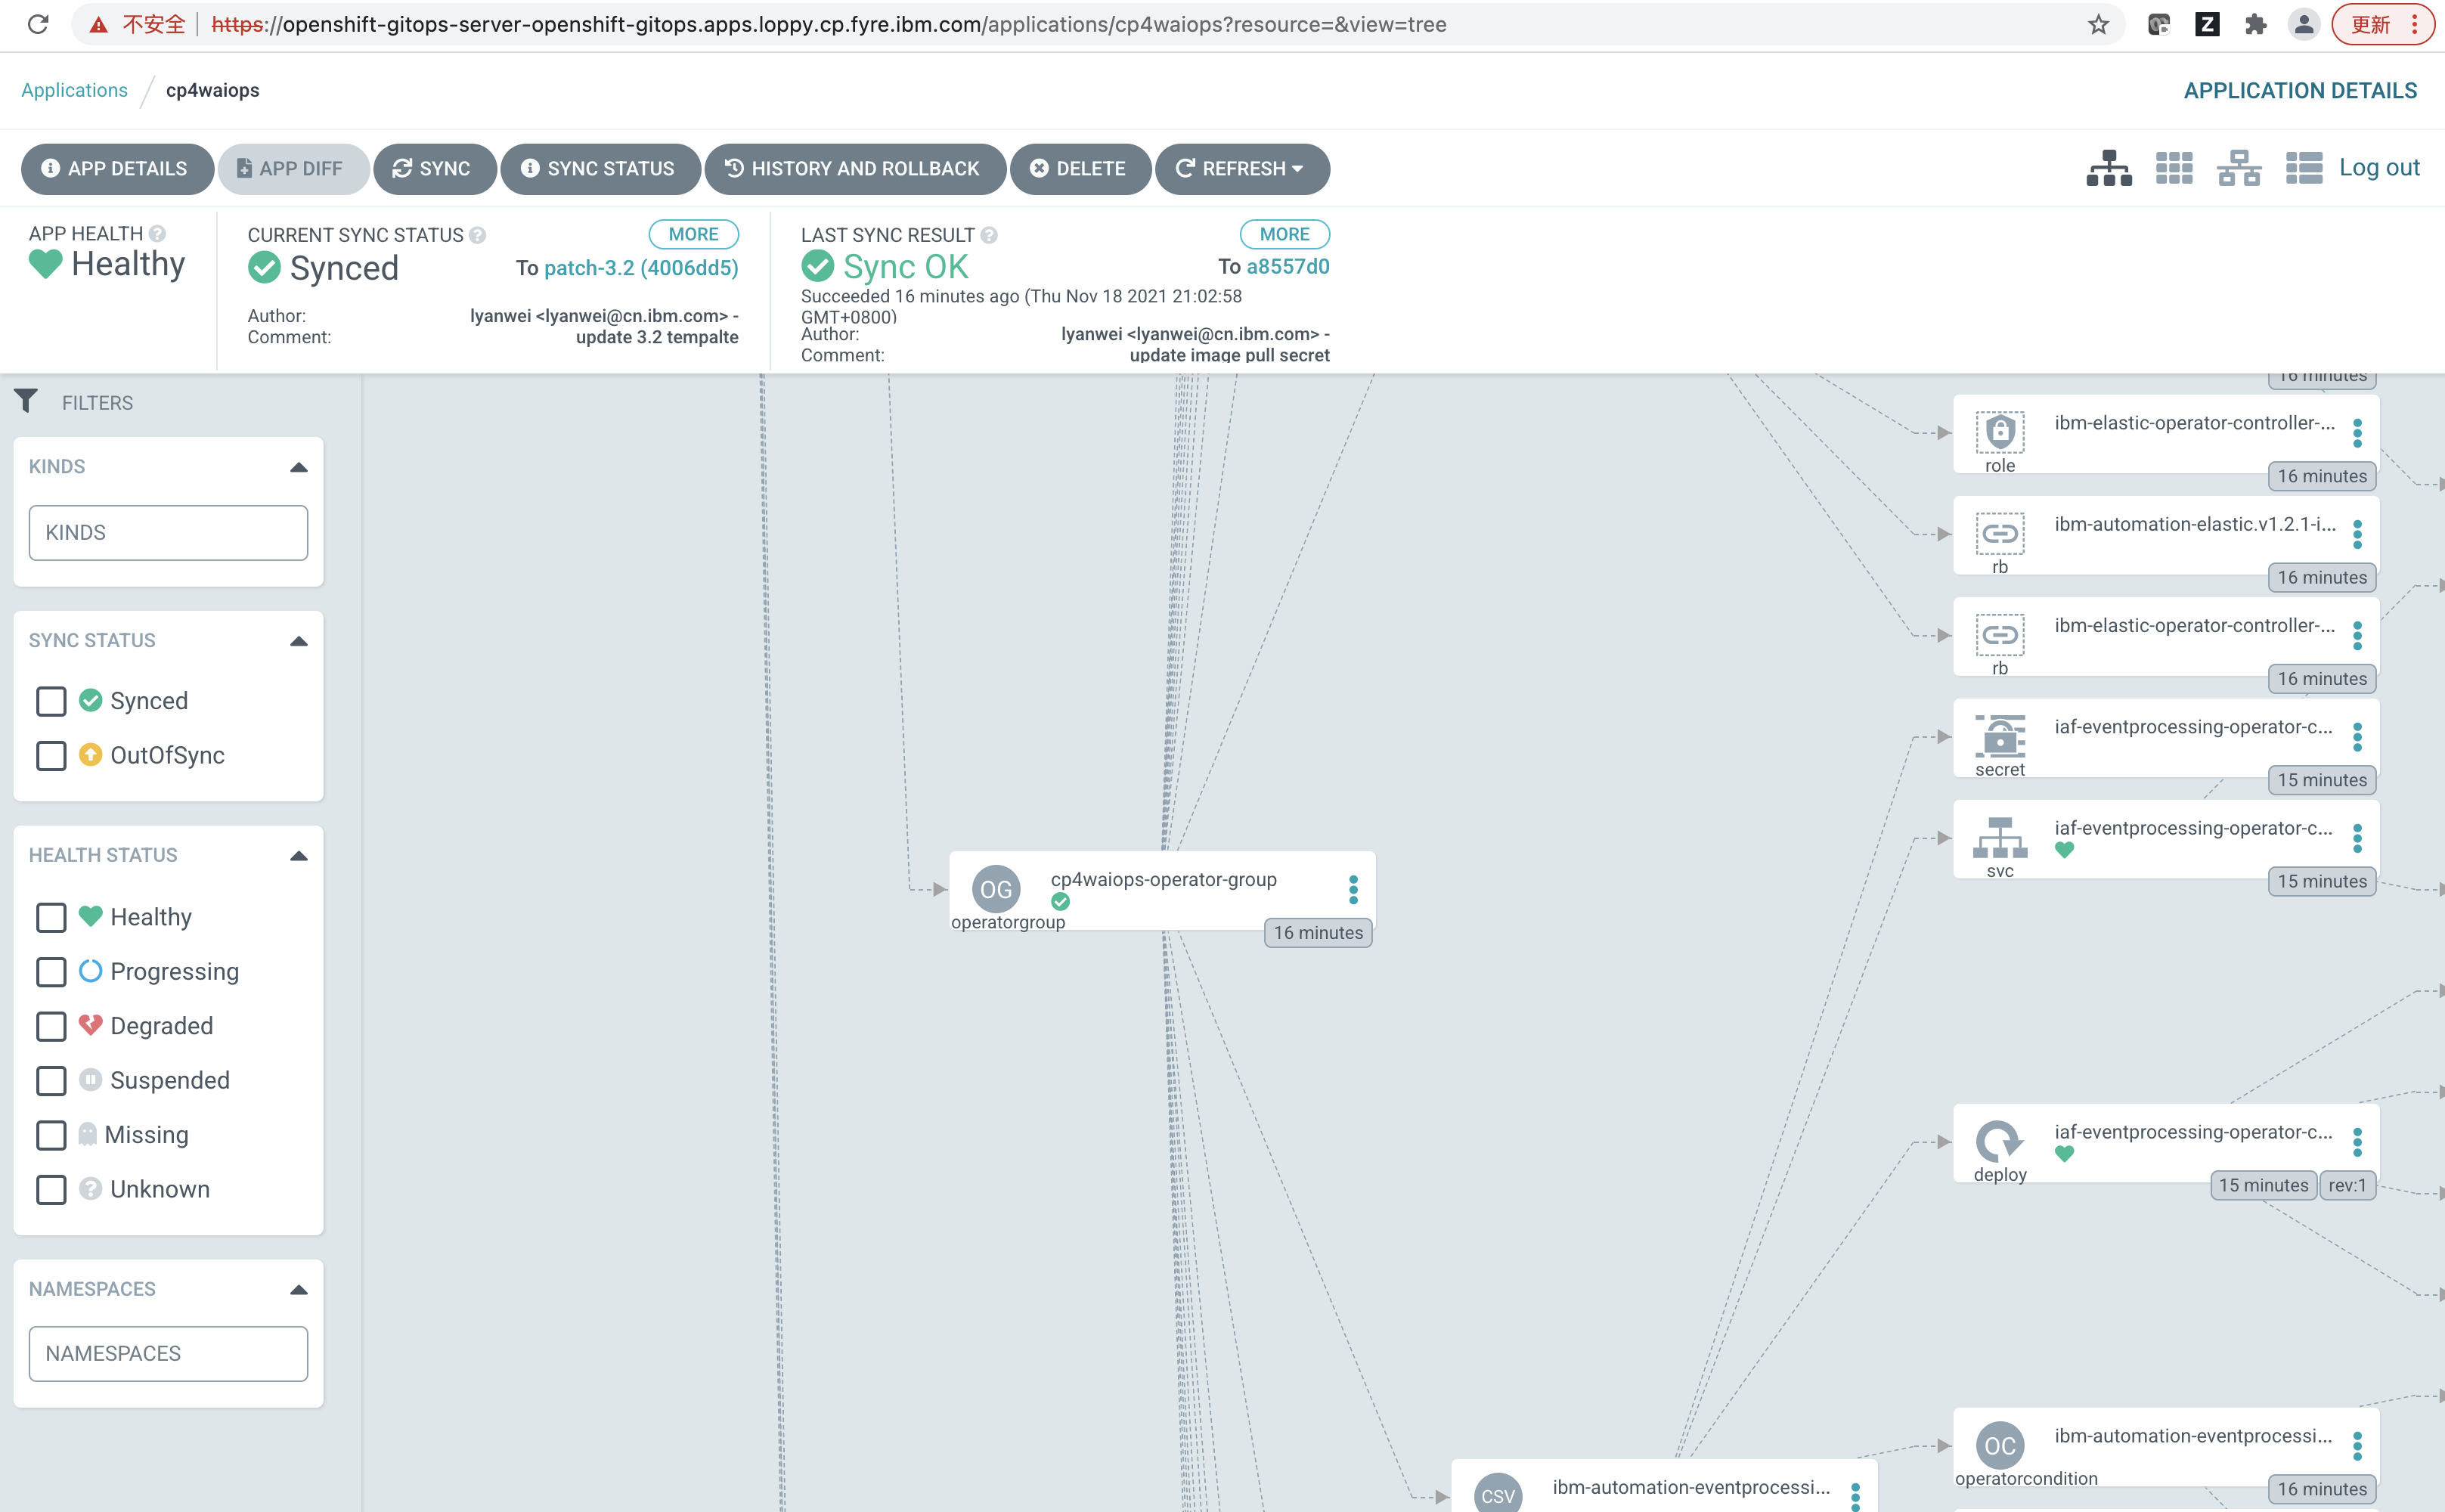 不安全 https://openshift-gitops-server-openshift-gitops.apps.loppy.cp.fyre.ibm.com/applications/cp4waiops?resource=&view=tree
更新
Applications / cp4waiops
APPLICATION DETAILS
APP DETAILS
APP DIFF
SYNC
SYNC STATUS
HISTORY AND ROLLBACK
DELETE
REFRESH
Log out
APP HEALTH
Healthy
CURRENT SYNC STATUS
MORE
Synced
To patch-3.2 (4006dd5)
Author: lyanwei <lyanwei@cn.ibm.com> -
Comment: update 3.2 tempalte
LAST SYNC RESULT
MORE
Sync OK
To a8557d0
Succeeded 16 minutes ago (Thu Nov 18 2021 21:02:58
GMT+0800)
Author: lyanwei <lyanwei@cn.ibm.com> -
Comment: update image pull secret
FILTERS
KINDS
KINDS
SYNC STATUS
Synced
OutOfSync
HEALTH STATUS
Healthy
Progressing
Degraded
Suspended
Missing
Unknown
NAMESPACES
NAMESPACES
OG
operatorgroup
cp4waiops-operator-group
16 minutes
CSV
ibm-automation-eventprocessi...
16 minutes
role
ibm-elastic-operator-controller-...
16 minutes
rb
ibm-automation-elastic.v1.2.1-i...
16 minutes
rb
ibm-elastic-operator-controller-...
16 minutes
secret
iaf-eventprocessing-operator-c...
15 minutes
svc
iaf-eventprocessing-operator-c...
15 minutes
deploy
iaf-eventprocessing-operator-c...
15 minutes
rev:1
OC
operatorcondition
ibm-automation-eventprocessi...
16 minutes